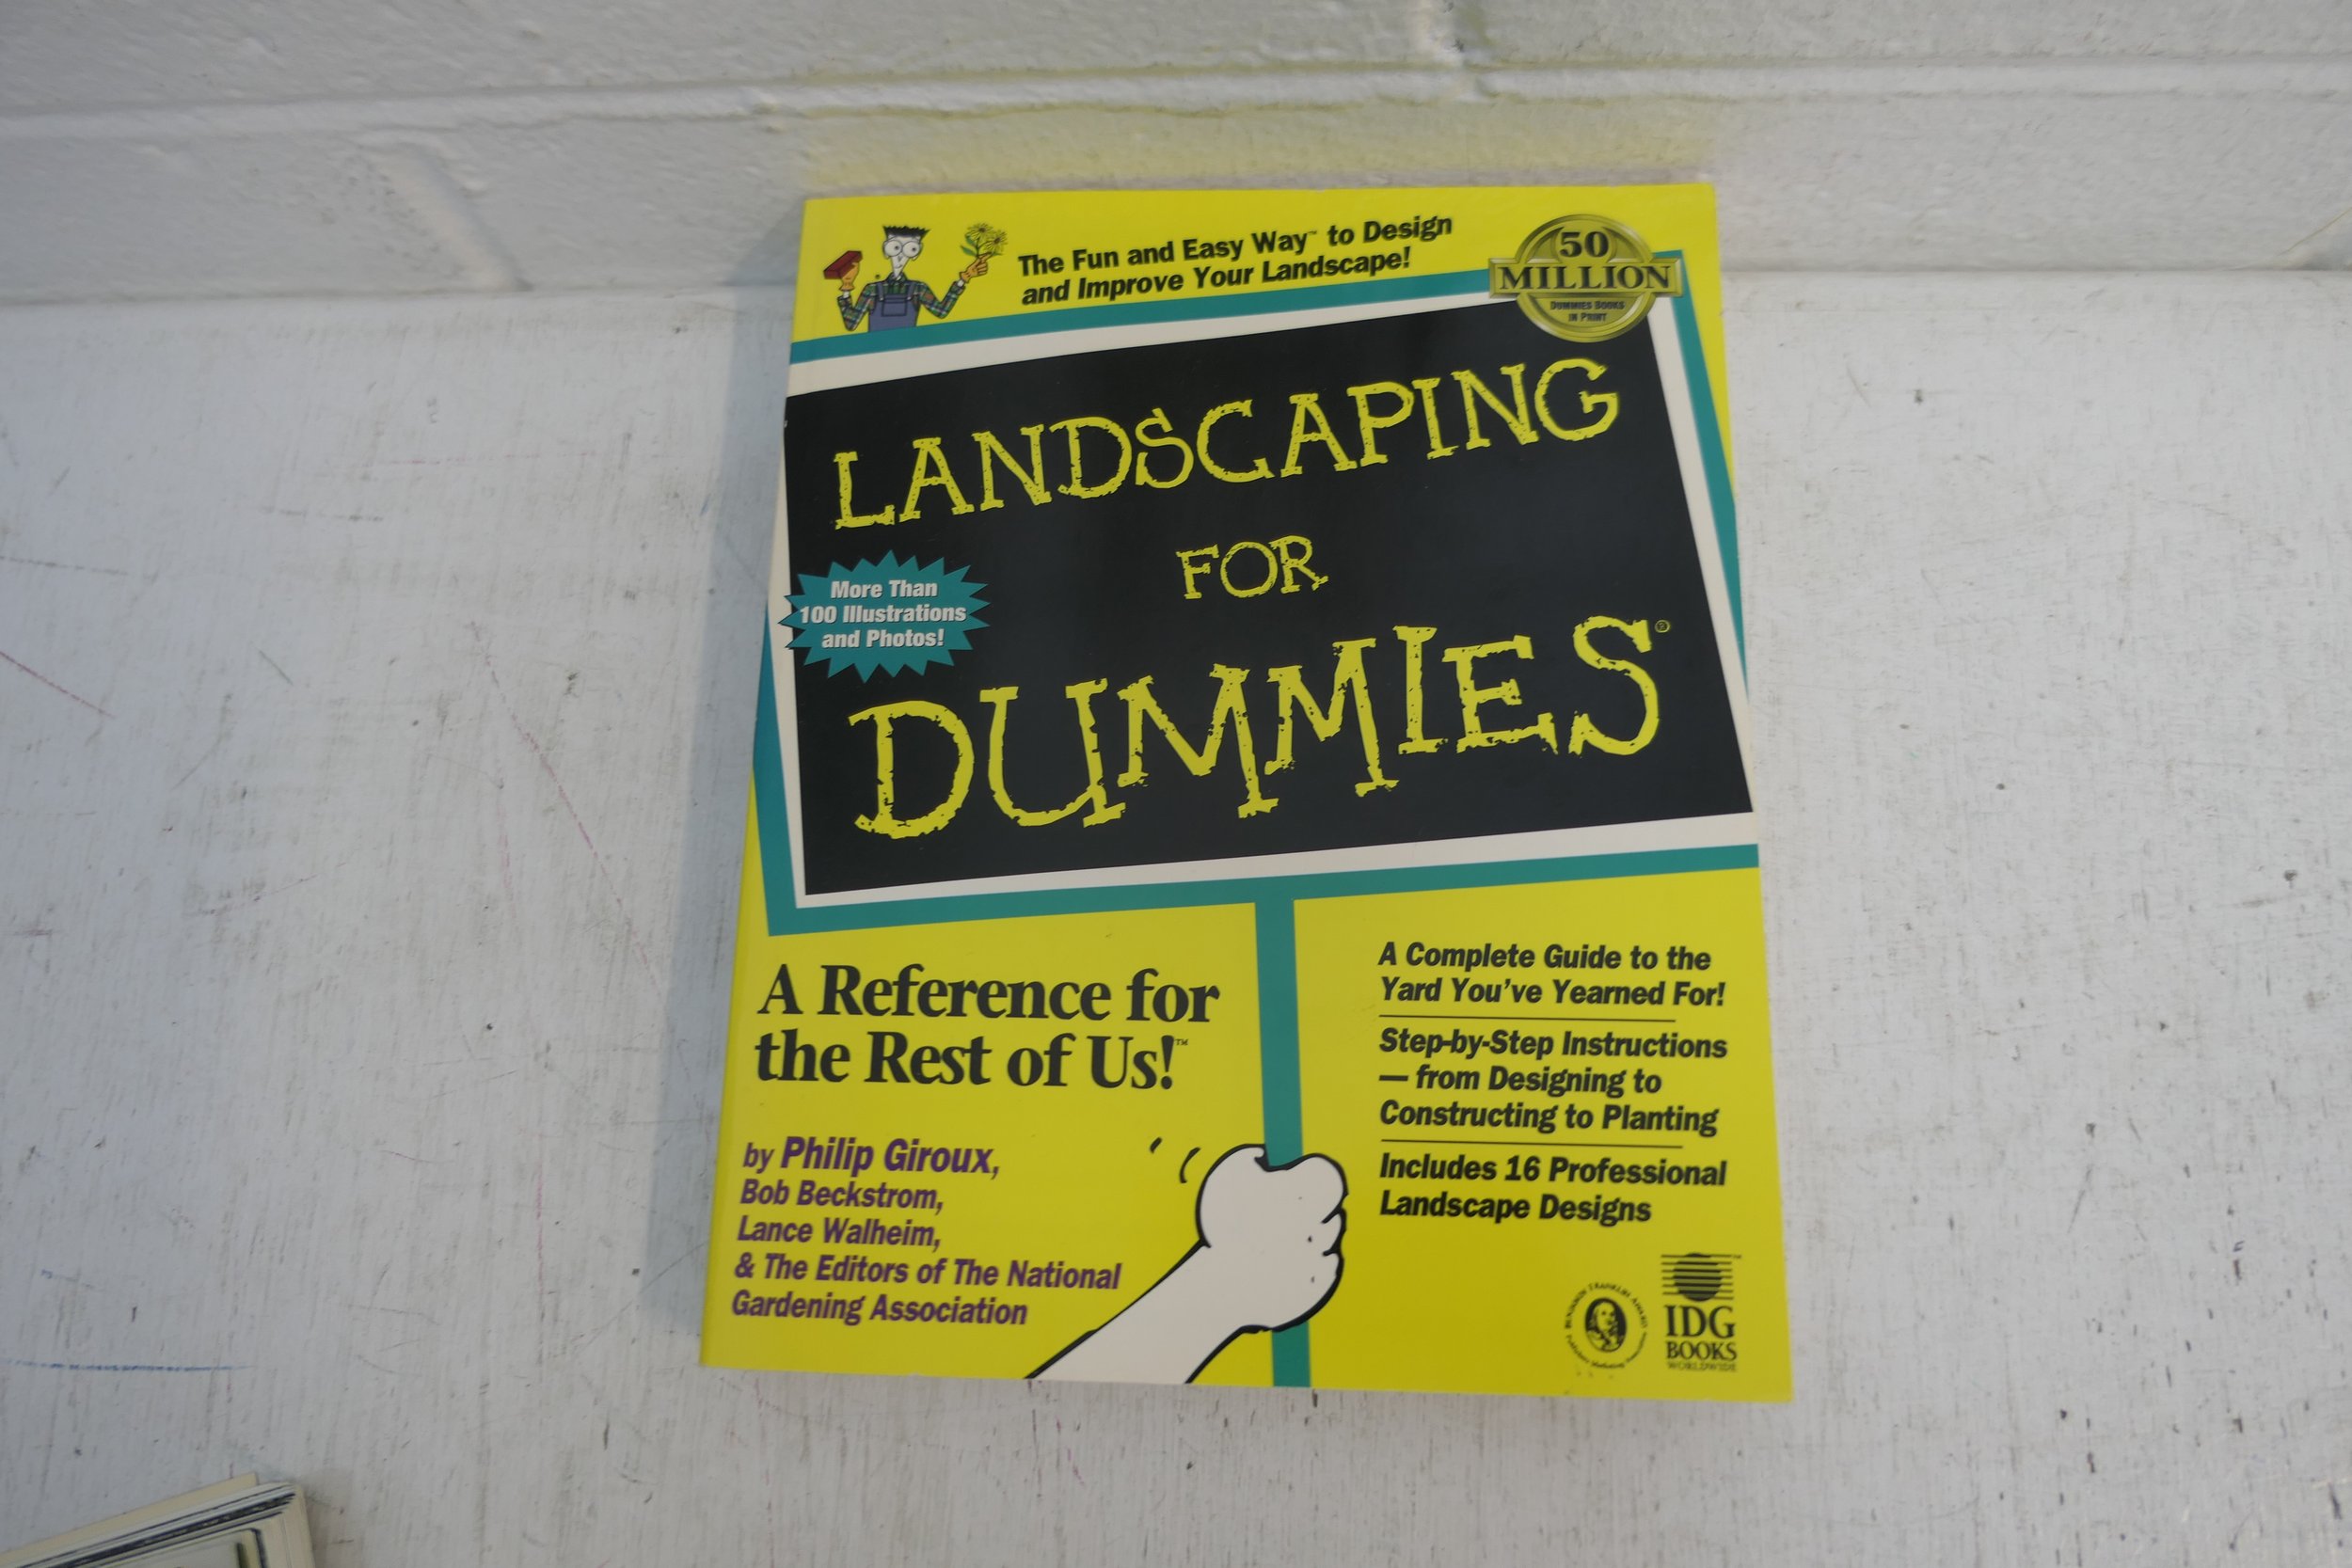 The Fun and Easy Way™ to Design
and Improve Your Landscape!
50
MILLION
DUMMIES BOOKS
IN PRINT
LANDSCAPING
FOR
DUMMIES®
More Than
100 Illustrations
and Photos!
A Reference for
the Rest of Us!™
by Philip Giroux,
Bob Beckstrom,
Lance Walheim,
& The Editors of The National
Gardening Association
A Complete Guide to the
Yard You've Yearned For!
Step-by-Step Instructions
— from Designing to
Constructing to Planting
Includes 16 Professional
Landscape Designs
BENJAMIN FRANKLIN AWARD
IDG
BOOKS
WORLDWIDE